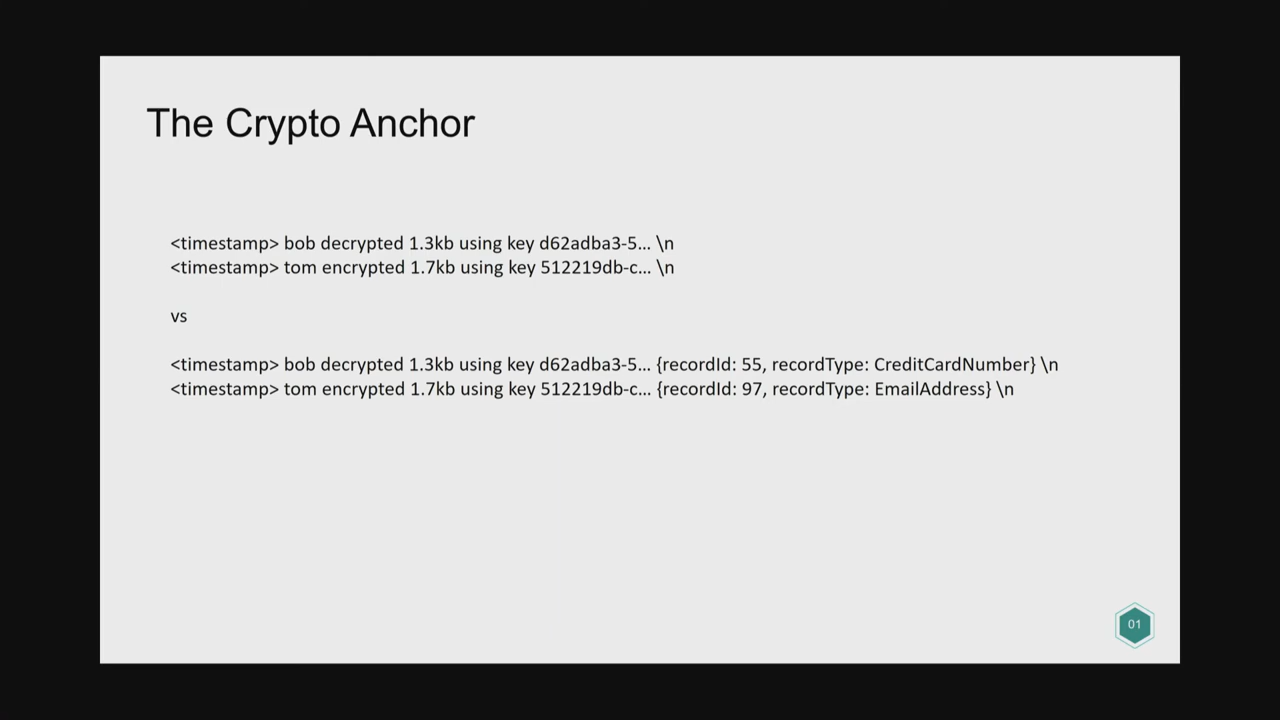 The Crypto Anchor
<timestamp> bob decrypted 1.3kb using key d62adba3-5... \n
<timestamp> tom encrypted 1.7kb using key 512219db-c... \n
vs
<timestamp> bob decrypted 1.3kb using key d62adba3-5... {recordId: 55, recordType: CreditCardNumber} \n
<timestamp> tom encrypted 1.7kb using key 512219db-c... {recordId: 97, recordType: EmailAddress} \n
01